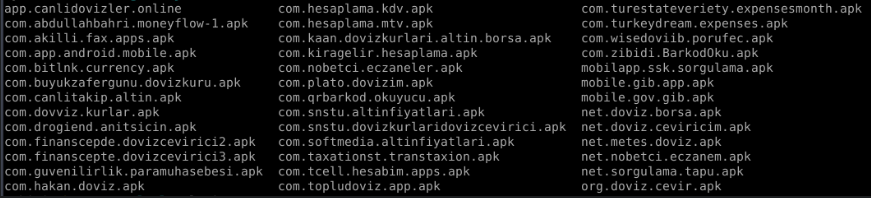 app.canlidovizler.online com.hesaplama.kdv.apk com.turestateveriety.expensesmonth.apk
com.abdullahbahri.moneyflow-1.apk com.hesaplama.mtv.apk com.turkeydream.expenses.apk
com.akilli.fax.apps.apk com.kaan.dovizkurlari.altin.borsa.apk com.wisedoviib.porufec.apk
com.app.android.mobile.apk com.kiragelir.hesaplama.apk com.zibidi.BarkodOku.apk
com.bitlnk.currency.apk com.nobetci.eczaneler.apk mobilapp.ssk.sorgulama.apk
com.buyukzafergunu.dovizkuru.apk com.plato.dovizim.apk mobile.gib.app.apk
com.canlitakip.altin.apk com.qrbarkod.okuyucu.apk mobile.gov.gib.apk
com.dovviz.kurlar.apk com.snstu.altinfiyatlari.apk net.doviz.borsa.apk
com.drogiend.anitsicin.apk com.snstu.dovizkurlaridovizcevirici.apk net.doviz.ceviricim.apk
com.finanscepde.dovizcevirici2.apk com.softmedia.altinfiyatlari.apk net.metes.doviz.apk
com.finanscepte.dovizcevirici3.apk com.taxationst.transtaxion.apk net.nobetci.eczanem.apk
com.guvenilirlik.paramuhasebesi.apk com.tcell.hesabim.apps.apk net.sorgulama.tapu.apk
com.hakan.doviz.apk com.topludoviz.app.apk org.doviz.cevir.apk